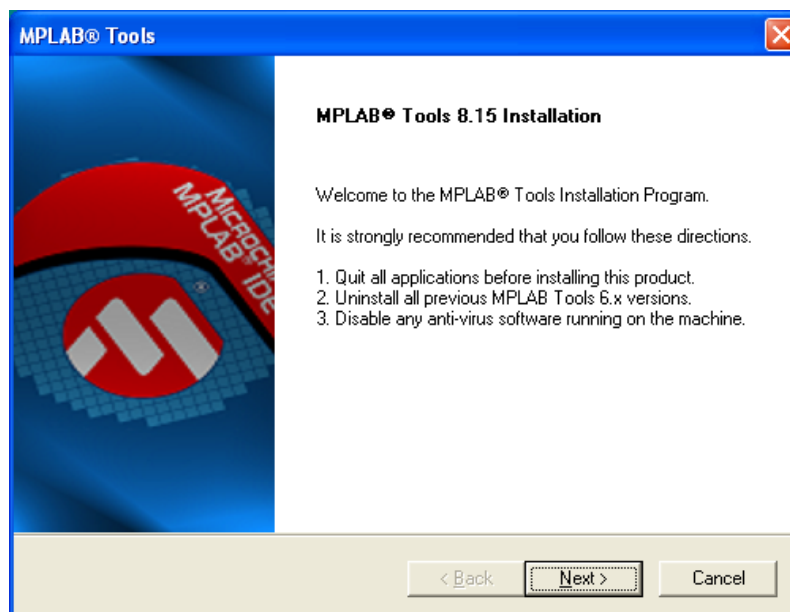 MPLAB® Tools
MPLAB® Tools 8.15 Installation
MICROCHIP
MPLAB® IDE
®
Welcome to the MPLAB® Tools Installation Program.
It is strongly recommended that you follow these directions.
1. Quit all applications before installing this product.
2. Uninstall all previous MPLAB Tools 6.x versions.
3. Disable any anti-virus software running on the machine.
< Back
Next >
Cancel